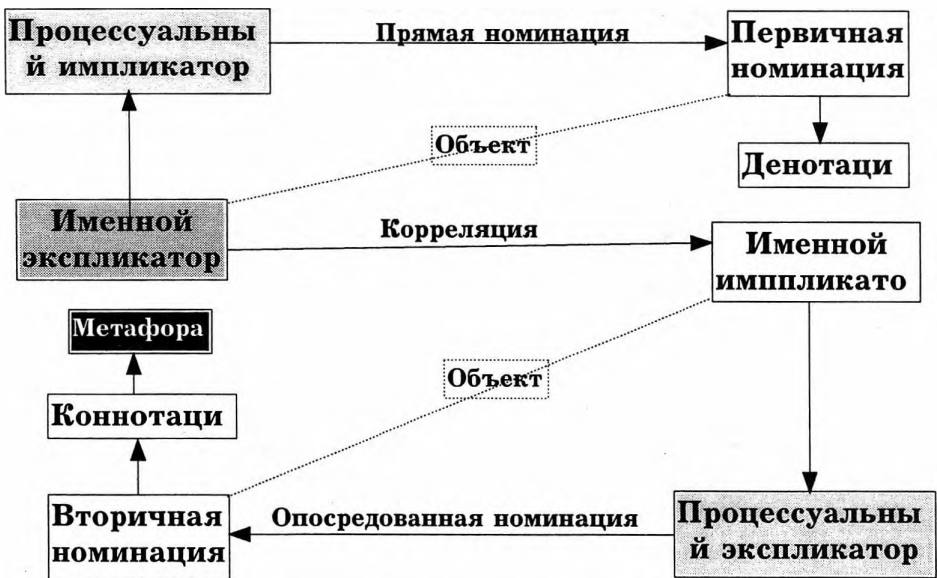 Процессуальны
й импликатор
Прямая номинация
Первичная
номинация
Объект
Денотаци
Именной
экспликатор
Корреляция
Именной
имппликато
Метафора
Объект
Коннотаци
Вторичная
номинация
Опосредованная номинация
Процессуальны
й экспликатор